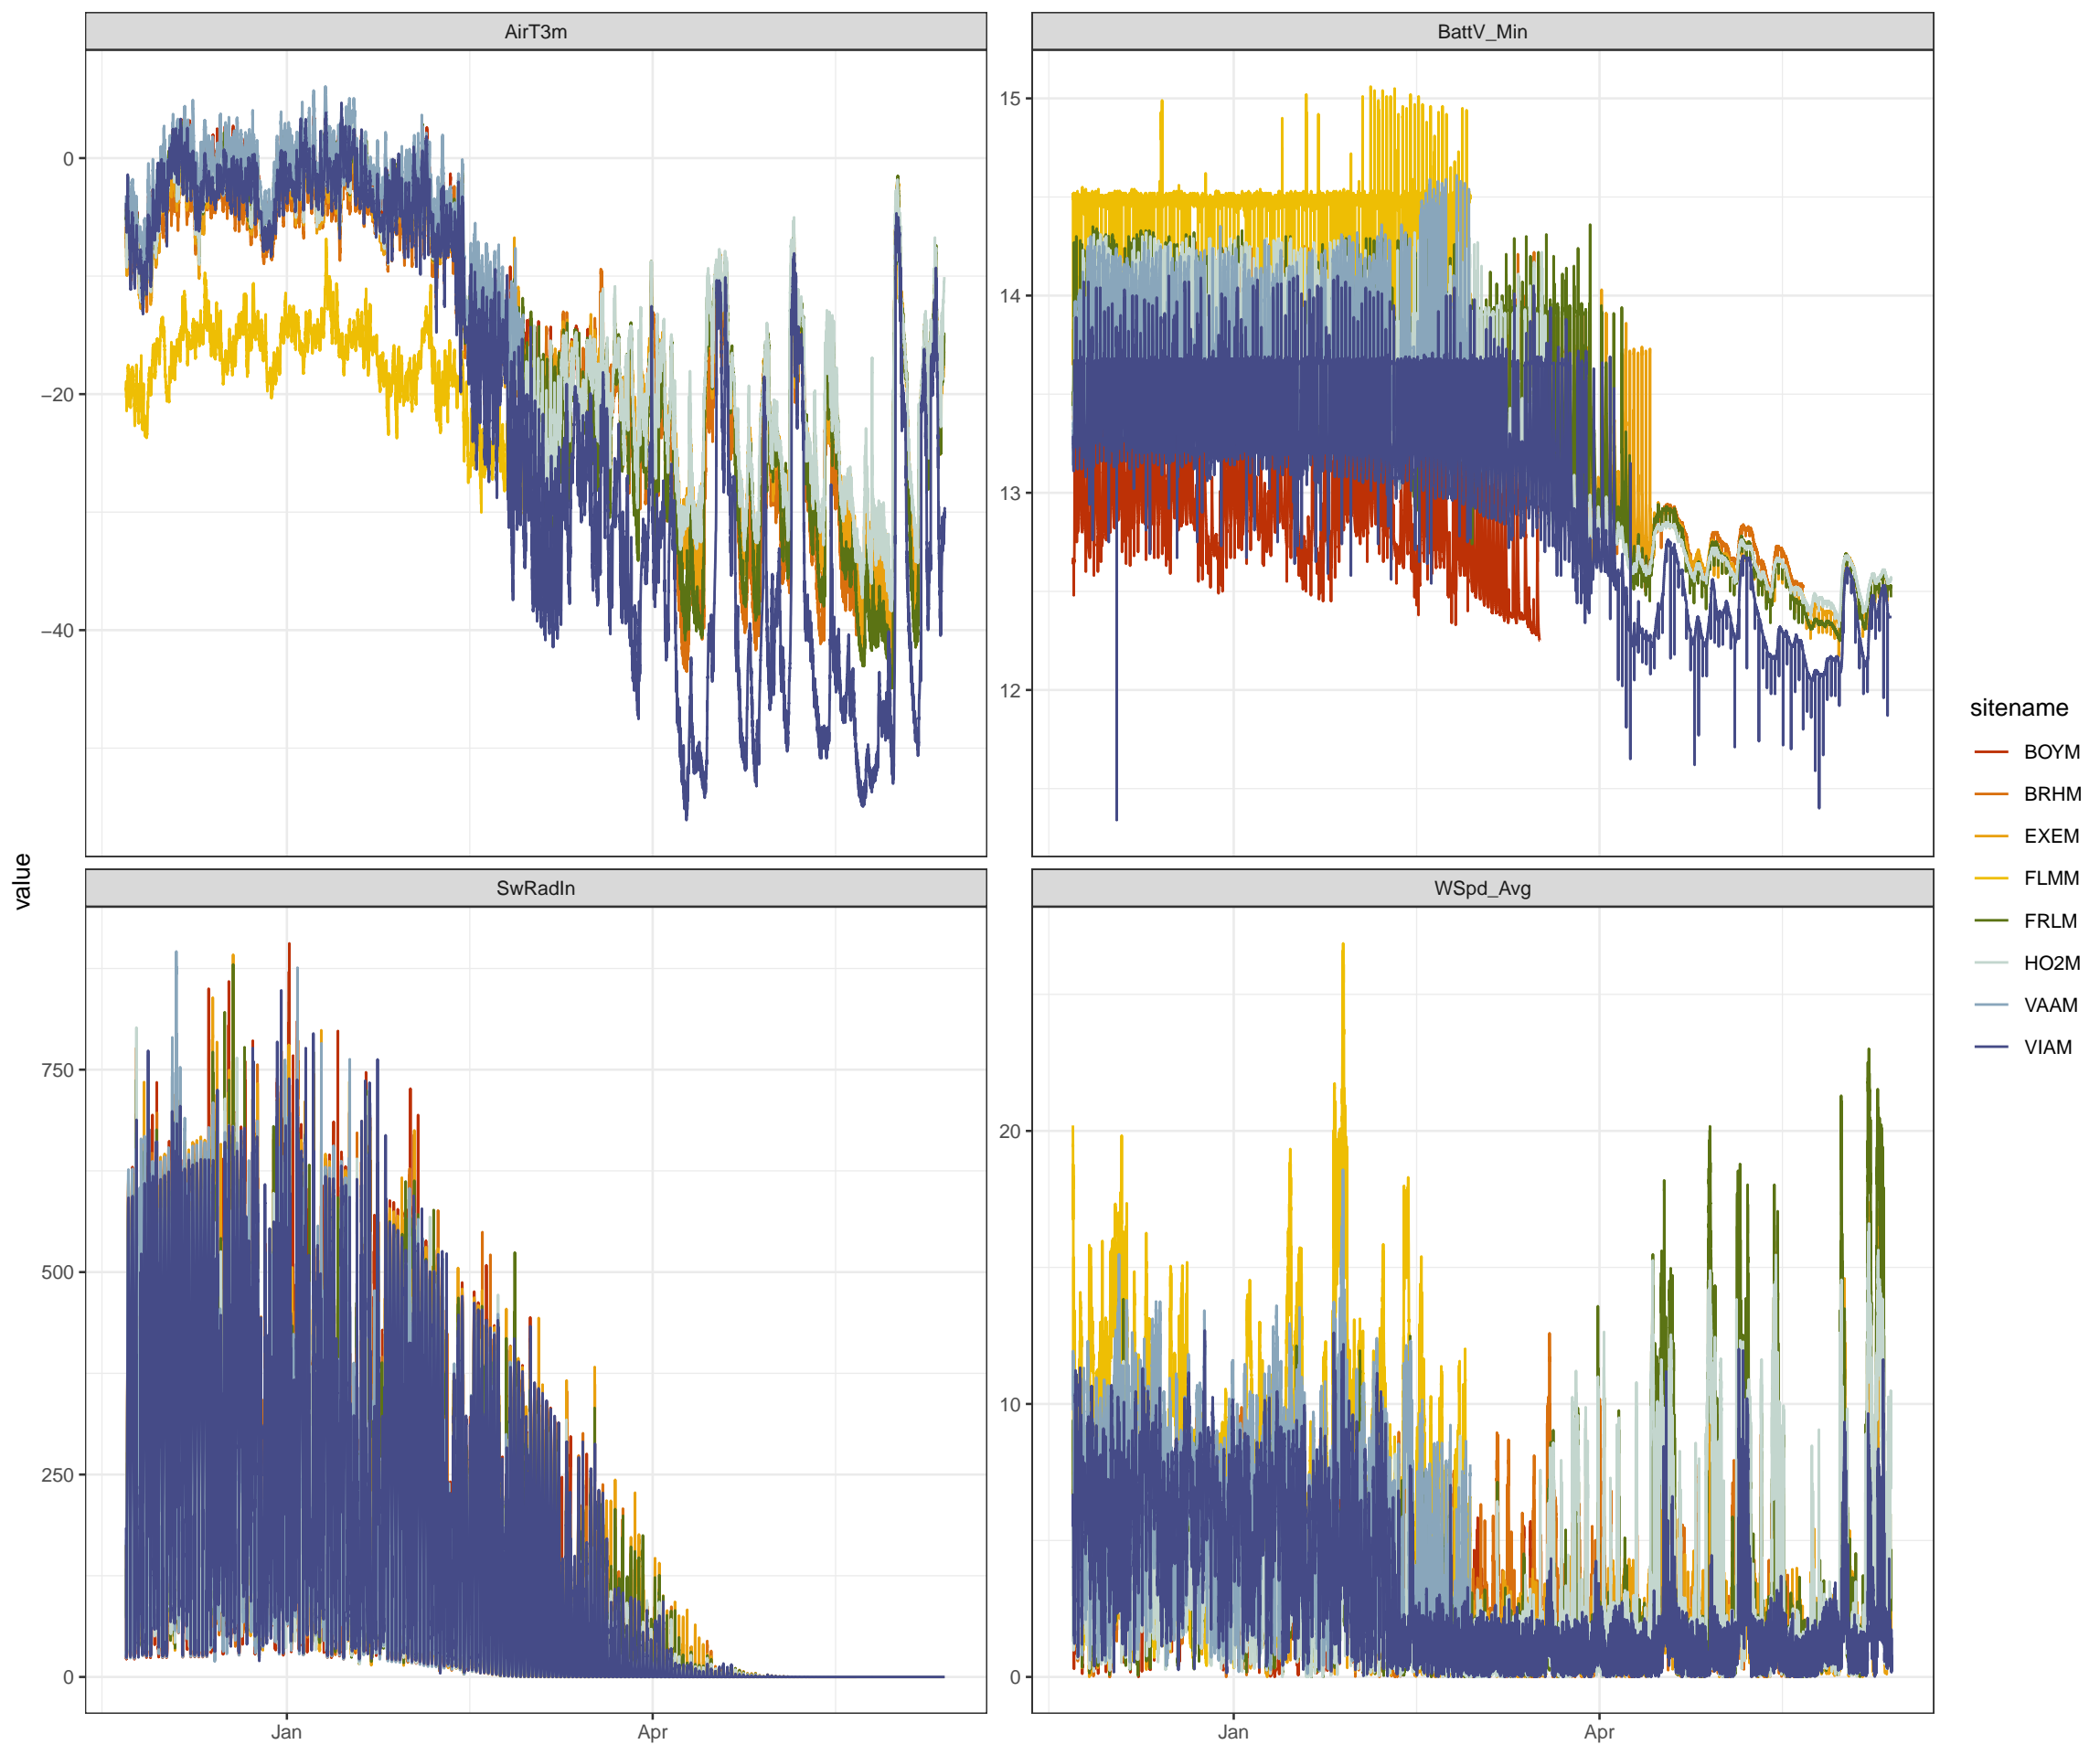 AirT3m
BattV_Min
0
−20
−40
15
14
13
12
value
SwRadIn
WSpd_Avg
750
500
250
0
20
10
0
Jan
Apr
Jan
Apr
sitename
BOYM
BRHM
EXEM
FLMM
FRLM
HO2M
VAAM
VIAM